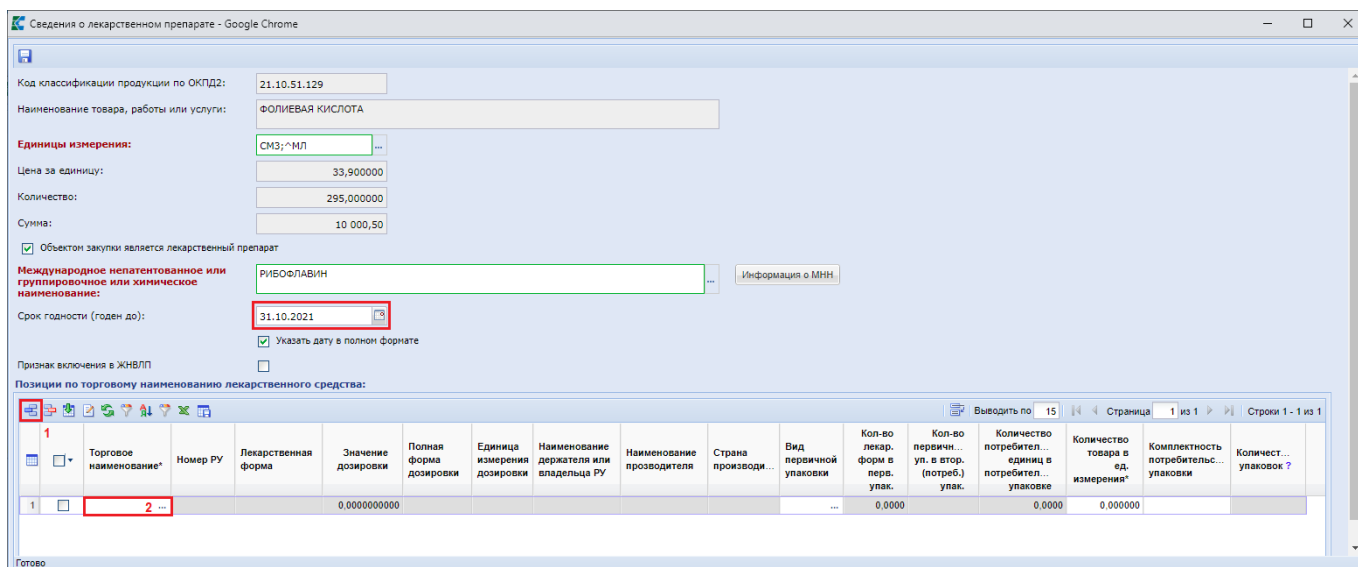 Сведения о лекарственном препарате - Google Chrome
Код классификации продукции по ОКПД2: 21.10.51.129
Наименование товара, работы или услуги: ФОЛИЕВАЯ КИСЛОТА
Единицы измерения: СМ3;^МЛ ...
Цена за единицу: 33,900000
Количество: 295,000000
Сумма: 10 000,50
Объектом закупки является лекарственный препарат
Международное непатентованное или
группировочное или химическое
наименование:
РИБОФЛАВИН ... Информация о МНН
Срок годности (годен до): 31.10.2021
Указать дату в полном формате
Признак включения в ЖНВЛП
Позиции по торговому наименованию лекарственного средства:
Выводить по 15 Страница 1 из 1 Строки 1 - 1 из 1
1
Торговое
наименование*
Номер РУ
Лекарственная
форма
Значение
дозировки
Полная
форма
дозировки
Единица
измерения
дозировки
Наименование
держателя или
владельца РУ
Наименование
прозводителя
Страна
производи...
Вид
первичной
упаковки
Кол-во
лекар.
форм в
перв.
упак.
Кол-во
первичн...
уп. в втор.
(потреб.)
упак.
Количество
потребител...
единиц в
потребител...
упаковке
Количество
товара в
ед.
измерения*
Комплектность
потребительс...
упаковки
Количест...
упаковок ?
1 2 ... 0,0000000000 ... 0,0000 0,0000 0,000000
Готово